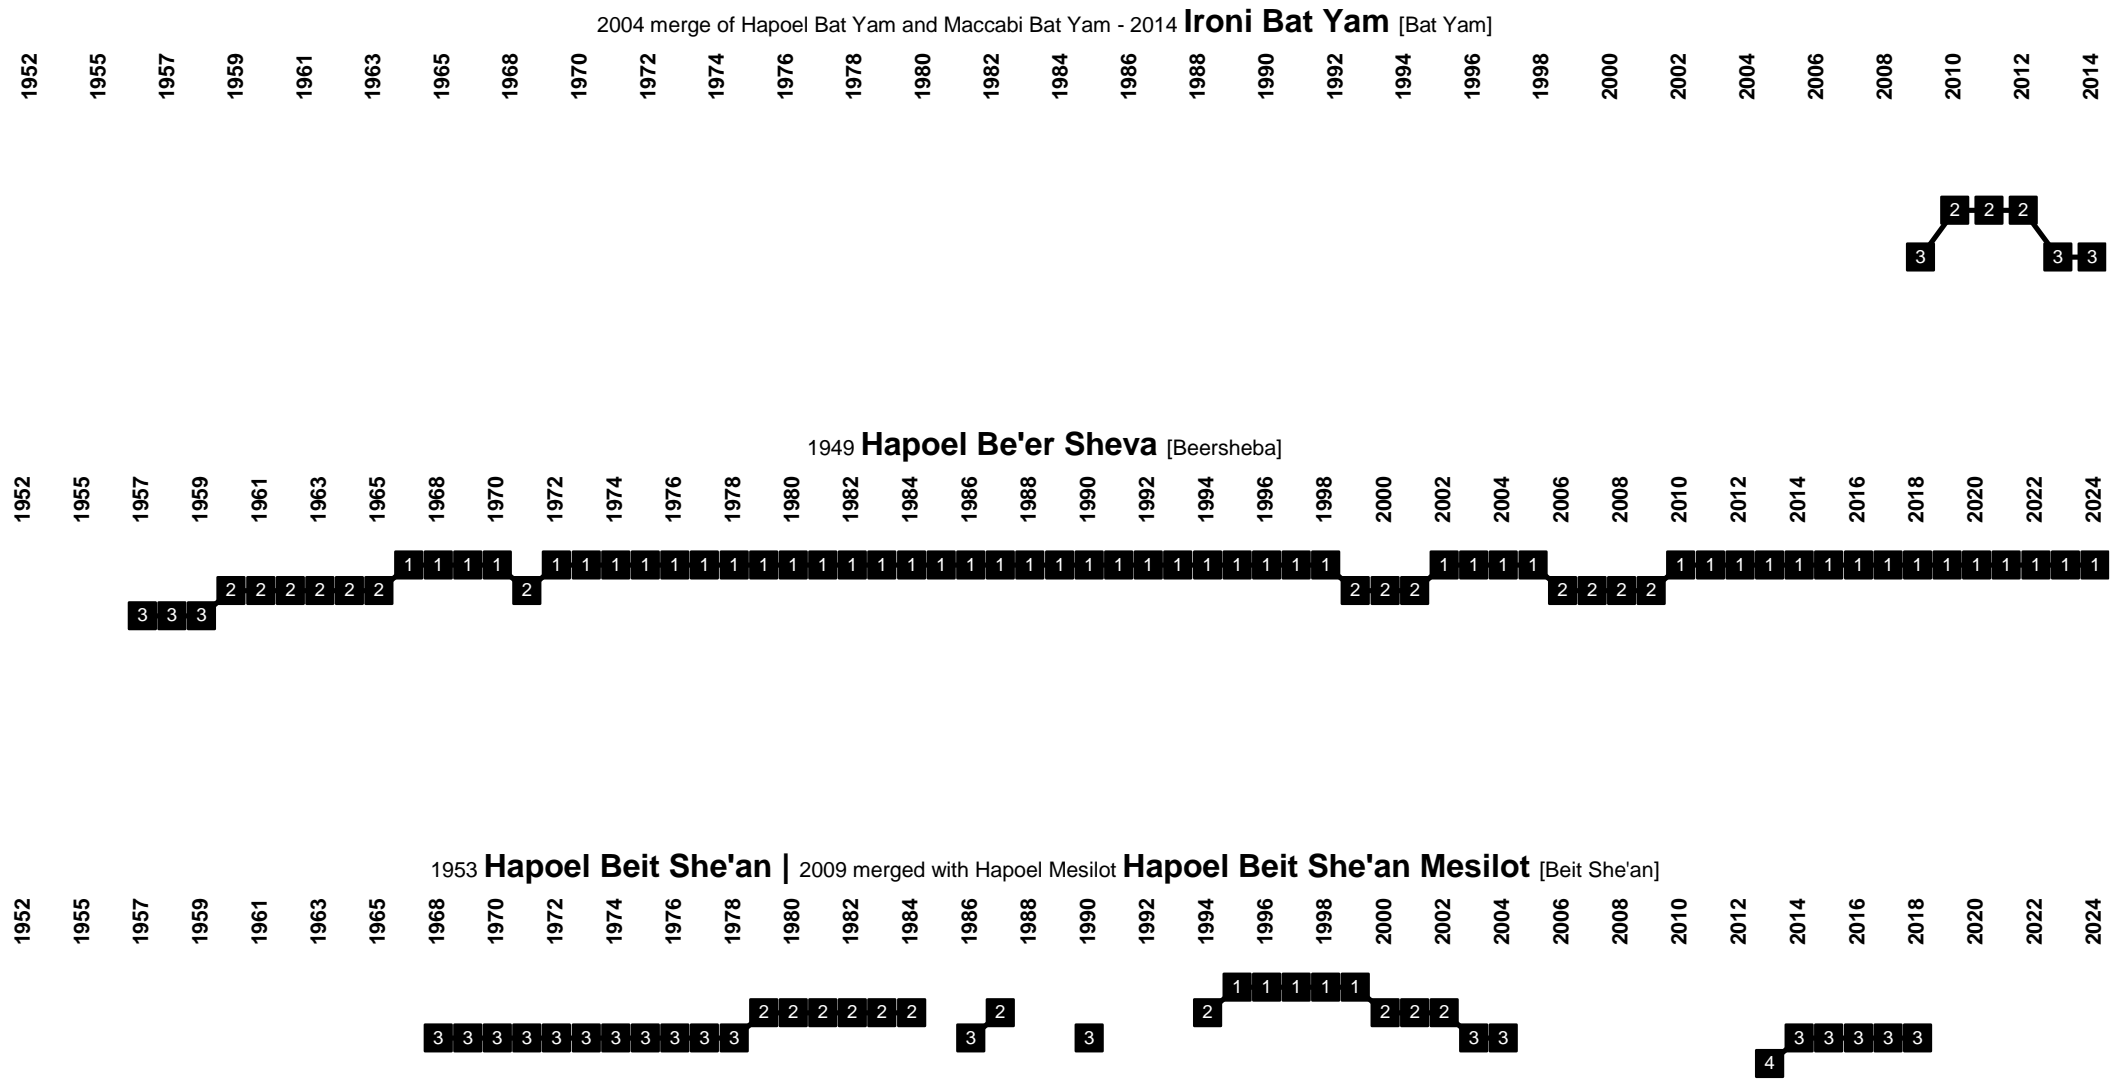 2004 merge of Hapoel Bat Yam and Maccabi Bat Yam - 2014 Ironi Bat Yam [Bat Yam]
1952 1955 1957 1959 1961 1963 1965 1968 1970 1972 1974 1976 1978 1980 1982 1984 1986 1988 1990 1992 1994 1996 1998 2000 2002 2004 2006 2008 2010 2012 2014
2 2 2
3 3 3
1949 Hapoel Be'er Sheva [Beersheba]
1952 1955 1957 1959 1961 1963 1965 1968 1970 1972 1974 1976 1978 1980 1982 1984 1986 1988 1990 1992 1994 1996 1998 2000 2002 2004 2006 2008 2010 2012 2014 2016 2018 2020 2022 2024
1 1 1 1 1 1 1 1 1 1 1 1 1 1 1 1 1 1 1 1 1 1 1 1 1 1 1 1 1 1 1 1 1 1 1 1 1 1 1 1 1 1 1 1 1 1 1 1 1 1
2 2 2 2 2 2 2 2 2 2 2 2 2 2
3 3 3
1953 Hapoel Beit She'an | 2009 merged with Hapoel Mesilot Hapoel Beit She'an Mesilot [Beit She'an]
1952 1955 1957 1959 1961 1963 1965 1968 1970 1972 1974 1976 1978 1980 1982 1984 1986 1988 1990 1992 1994 1996 1998 2000 2002 2004 2006 2008 2010 2012 2014 2016 2018 2020 2022 2024
1 1 1 1 1
2 2 2 2 2 2 2 2 2 2 2
3 3 3 3 3 3 3 3 3 3 3 3 3 3 3 3 3 3 3 3
4